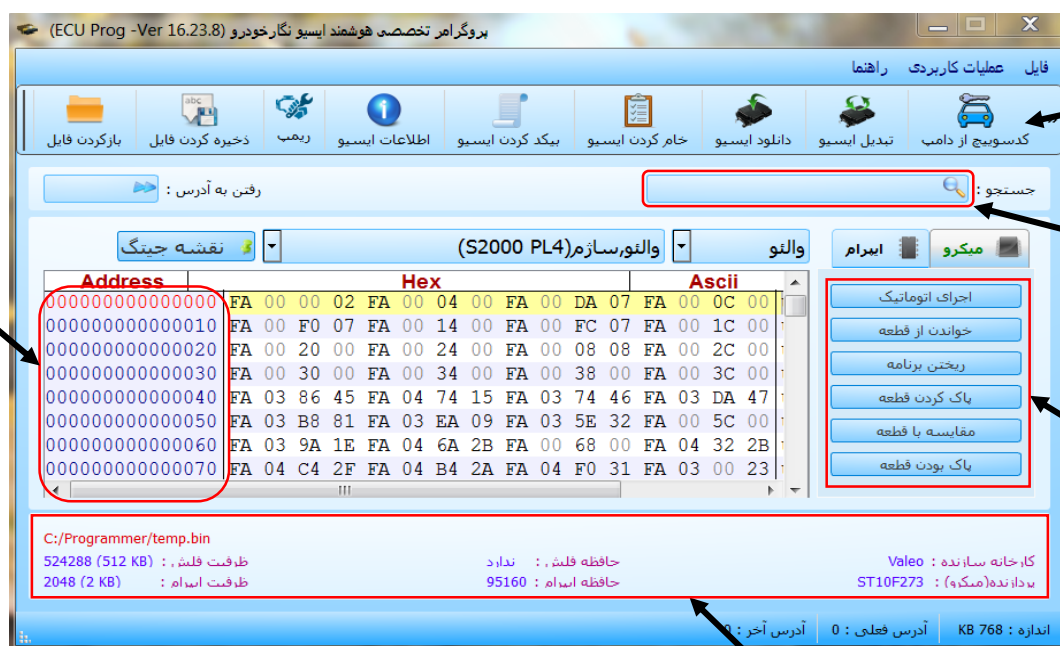 پروگرامر تخصصی هوشمند ایسیو نگار خودرو (ECU Prog -Ver 16.23.8)
فایل عملیات کاربردی راهنما
کدسوییچ از دامپ تبدیل ایسیو دانلود ایسیو خام کردن ایسیو بیکد کردن ایسیو اطلاعات ایسیو ریمپ ذخیره کردن فایل بازکردن فایل
جستجو : رفتن به آدرس :
میکرو ایپرام والئو والئو,ساژم(S2000 PL4) نقشه جیتگ
Address Hex Ascii
0000000000000000 FA 00 00 02 FA 00 04 00 FA 00 DA 07 FA 00 0C 00
0000000000000010 FA 00 F0 07 FA 00 14 00 FA 00 FC 07 FA 00 1C 00
0000000000000020 FA 00 20 00 FA 00 24 00 FA 00 08 08 FA 00 2C 00
0000000000000030 FA 00 30 00 FA 00 34 00 FA 00 38 00 FA 00 3C 00
0000000000000040 FA 03 86 45 FA 04 74 15 FA 03 74 46 FA 03 DA 47
0000000000000050 FA 03 B8 81 FA 03 EA 09 FA 03 5E 32 FA 00 5C 00
0000000000000060 FA 03 9A 1E FA 04 6A 2B FA 00 68 00 FA 04 32 2B
0000000000000070 FA 04 C4 2F FA 04 B4 2A FA 04 F0 31 FA 03 00 23
اجرای اتوماتیک
خواندن از قطعه
ریختن برنامه
پاک کردن قطعه
مقایسه با قطعه
پاک بودن قطعه
C:/Programmer/temp.bin
کارخانه سازنده : Valeo حافظه فلش : ندارد ظرفیت فلش : 524288 (512 KB)
پردازنده(میکرو) : ST10F273 حافظه ایپرام : 95160 ظرفیت ایپرام : 2048 (2 KB)
اندازه : 768 KB آدرس فعلی : 0 آدرس آخر :